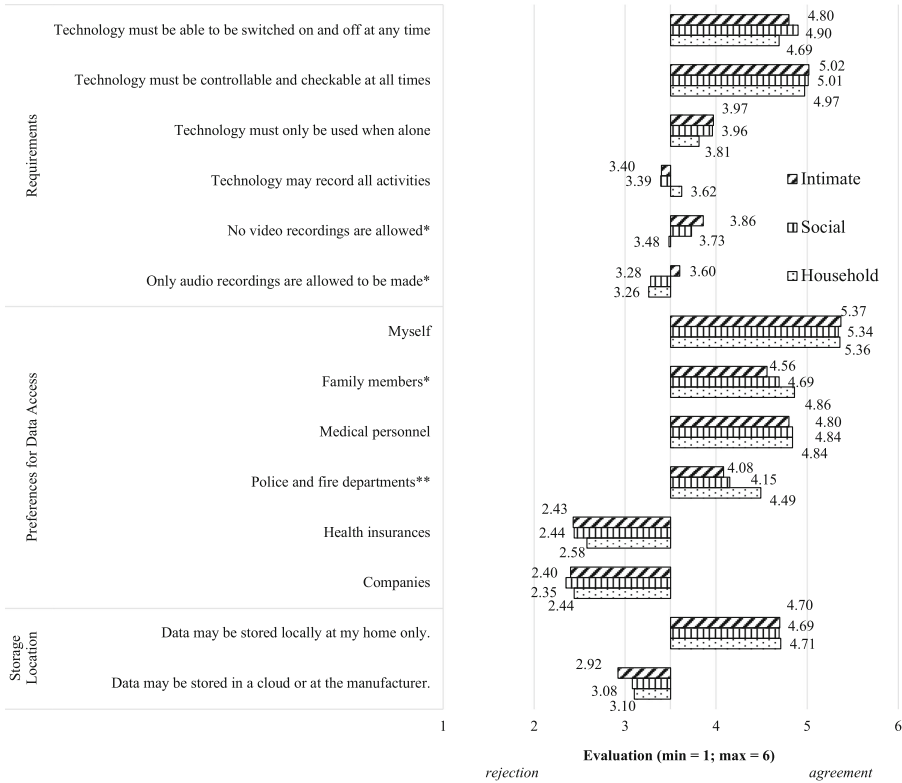 Requirements
Technology must be able to be switched on and off at any time
4.80
4.90
4.69
Technology must be controllable and checkable at all times
5.02
5.01
4.97
Technology must only be used when alone
3.97
3.96
3.81
Technology may record all activities
3.40
3.39
3.62
No video recordings are allowed*
3.86
3.73
3.48
Only audio recordings are allowed to be made*
3.60
3.28
3.26
Intimate
Social
Household
Preferences for Data Access
Myself
5.37
5.34
5.36
Family members*
4.56
4.69
4.86
Medical personnel
4.80
4.84
4.84
Police and fire departments**
4.08
4.15
4.49
Health insurances
2.43
2.44
2.58
Companies
2.40
2.35
2.44
Storage
Location
Data may be stored locally at my home only.
4.70
4.69
4.71
Data may be stored in a cloud or at the manufacturer.
2.92
3.08
3.10
1 2 3 4 5 6
Evaluation (min = 1; max = 6)
rejection agreement